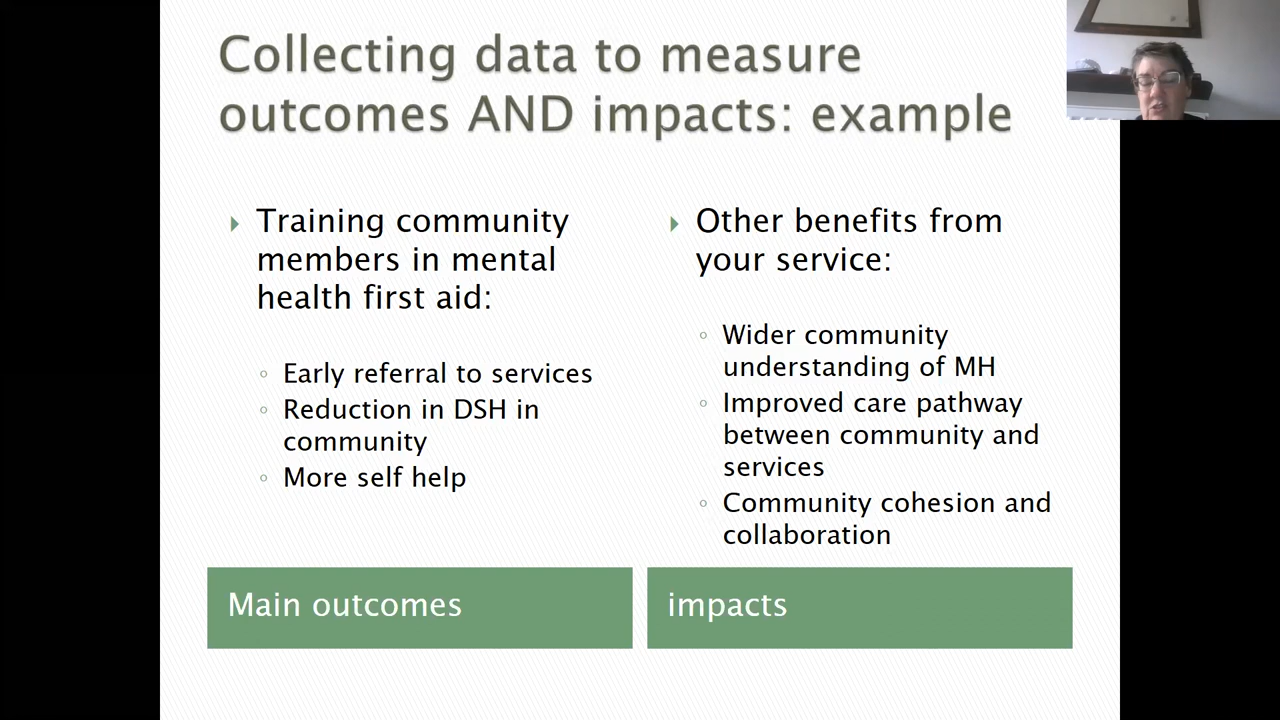 Collecting data to measure
outcomes AND impacts: example
Training community
members in mental
health first aid:
Early referral to services
Reduction in DSH in
community
More self help
Main outcomes
Other benefits from
your service:
Wider community
understanding of MH
Improved care pathway
between community and
services
Community cohesion and
collaboration
impacts